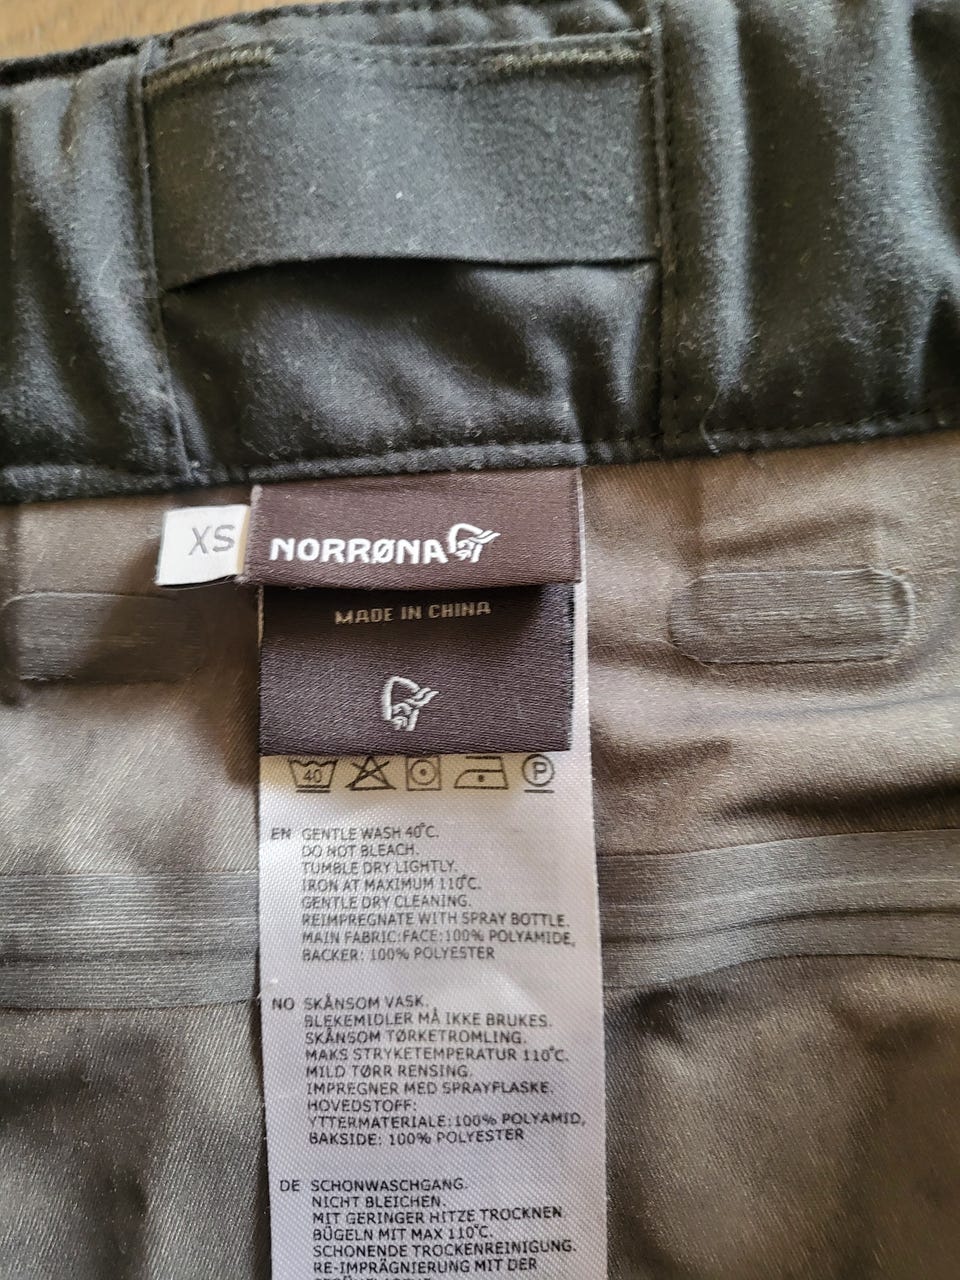 XS
NORRØNA
MADE IN CHINA
40
P
EN GENTLE WASH 40°C.
DO NOT BLEACH.
TUMBLE DRY LIGHTLY.
IRON AT MAXIMUM 110°C.
GENTLE DRY CLEANING.
REIMPREGNATE WITH SPRAY BOTTLE.
MAIN FABRIC:FACE:100% POLYAMIDE,
BACKER: 100% POLYESTER
NO SKÅNSOM VASK.
BLEKEMIDLER MÅ IKKE BRUKES.
SKÅNSOM TØRKETROMLING.
MAKS STRYKETEMPERATUR 110°C.
MILD TØRR RENSING.
IMPREGNER MED SPRAYFLASKE.
HOVEDSTOFF:
YTTERMATERIALE:100% POLYAMID,
BAKSIDE: 100% POLYESTER
DE SCHONWASCHGANG.
NICHT BLEICHEN.
MIT GERINGER HITZE TROCKNEN.
BÜGELN MIT MAX 110°C.
SCHONENDE TROCKENREINIGUNG.
RE-IMPRÄGNIERUNG MIT DER